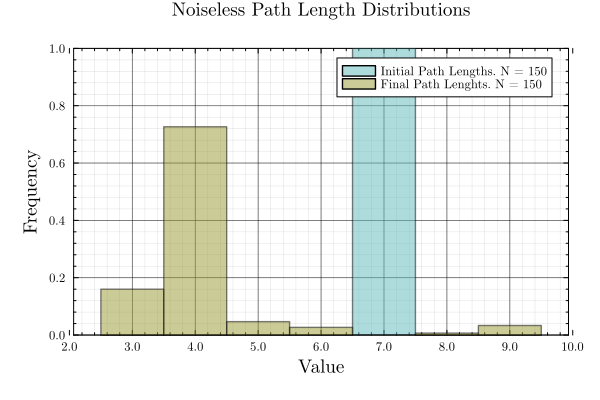 Noiseless Path Length Distributions
Initial Path Lengths. N = 150
Final Path Lenghts. N = 150
Frequency
1.0
0.8
0.6
0.4
0.2
0.0
2.0 3.0 4.0 5.0 6.0 7.0 8.0 9.0 10.0
Value